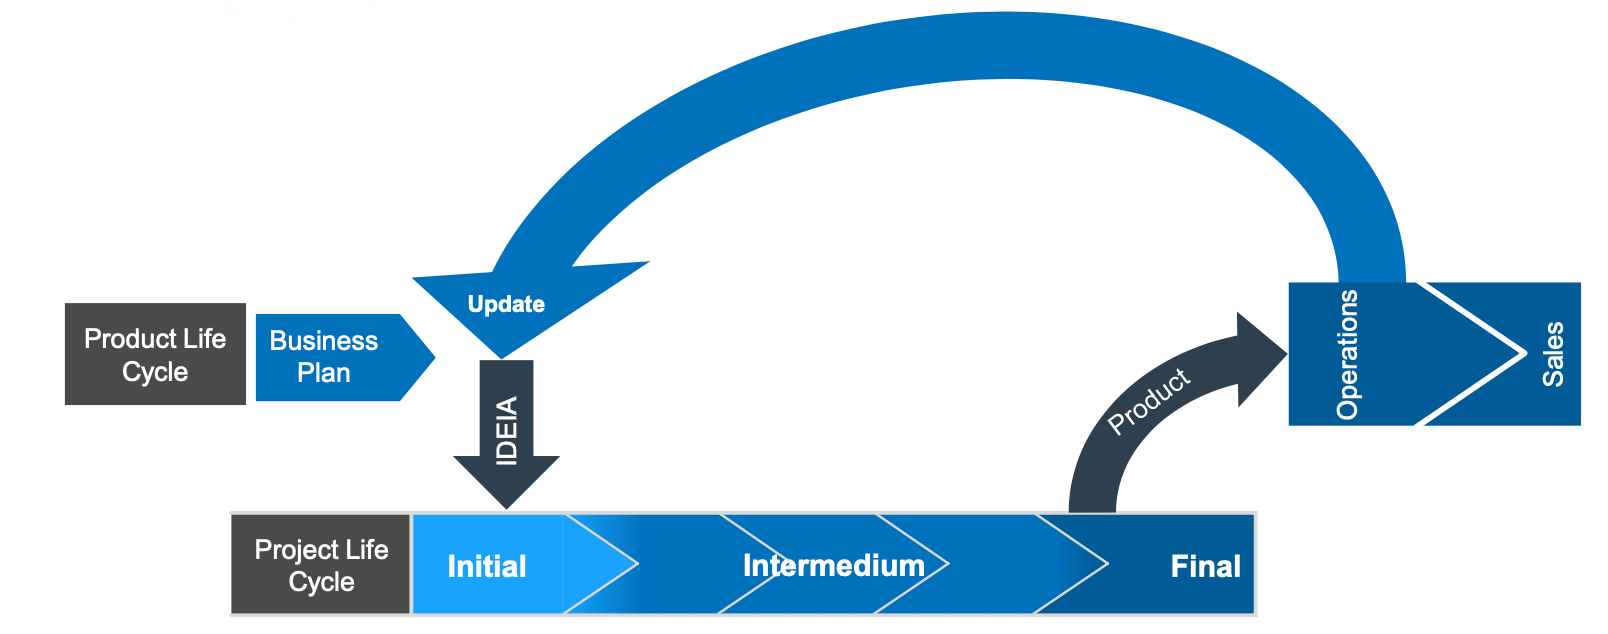 Update
Product Life
Cycle
Business
Plan
IDEIA
Product
Operations
Sales
Project Life
Cycle
Initial
Intermedium
Final